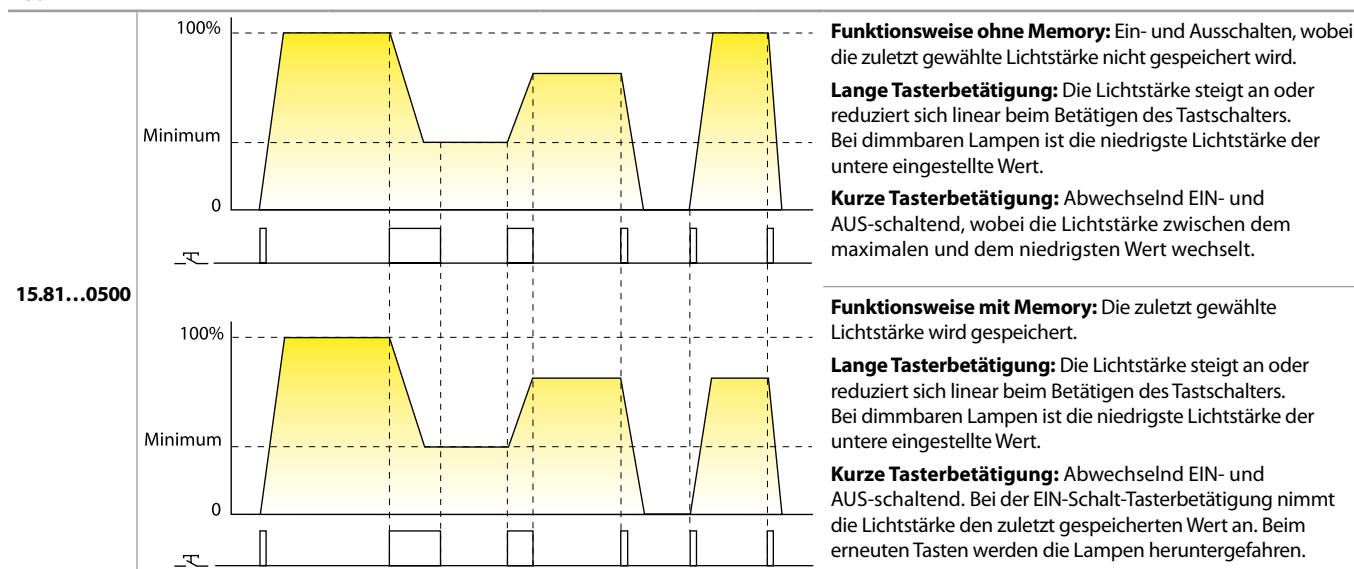 15.81…0500
100%
Minimum
0
Funktionsweise ohne Memory: Ein- und Ausschalten, wobei
die zuletzt gewählte Lichtstärke nicht gespeichert wird.
Lange Tasterbetätigung: Die Lichtstärke steigt an oder
reduziert sich linear beim Betätigen des Tastschalters.
Bei dimmbaren Lampen ist die niedrigste Lichtstärke der
untere eingestellte Wert.
Kurze Tasterbetätigung: Abwechselnd EIN- und
AUS-schaltend, wobei die Lichtstärke zwischen dem
maximalen und dem niedrigsten Wert wechselt.
100%
Minimum
0
Funktionsweise mit Memory: Die zuletzt gewählte
Lichtstärke wird gespeichert.
Lange Tasterbetätigung: Die Lichtstärke steigt an oder
reduziert sich linear beim Betätigen des Tastschalters.
Bei dimmbaren Lampen ist die niedrigste Lichtstärke der
untere eingestellte Wert.
Kurze Tasterbetätigung: Abwechselnd EIN- und
AUS-schaltend. Bei der EIN-Schalt-Tasterbetätigung nimmt
die Lichtstärke den zuletzt gespeicherten Wert an. Beim
erneuten Tasten werden die Lampen heruntergefahren.